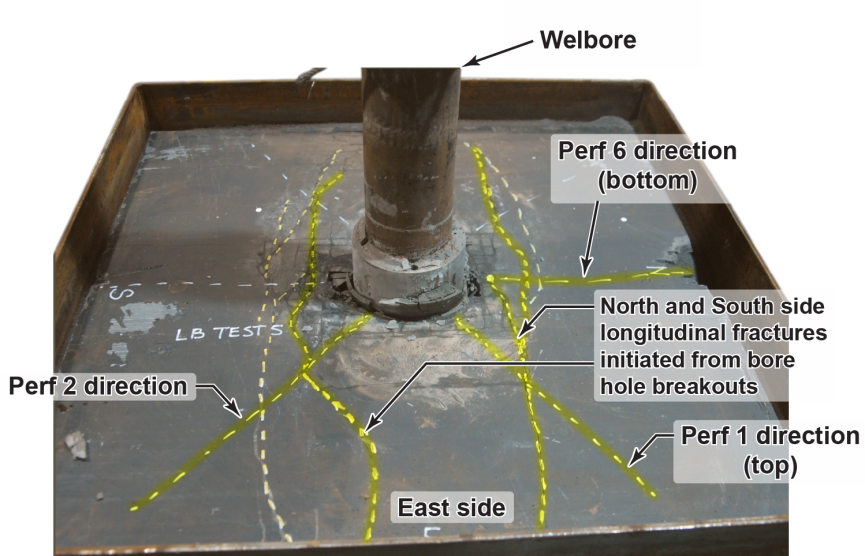 Welbore
Perf 6 direction
(bottom)
S
N
LB TESTS
North and South side
longitudinal fractures
initiated from bore
hole breakouts
Perf 2 direction
Perf 1 direction
(top)
East side